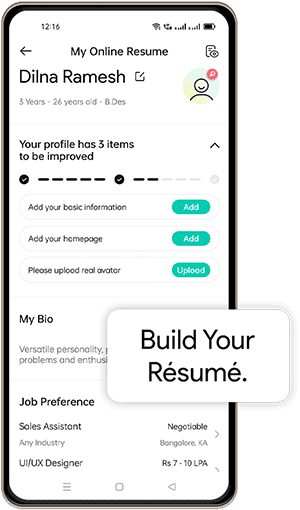 12:16
My Online Resume
Dilna Ramesh
3 Years · 26 years old · B.Des
Your profile has 3 items
to be improved
Add your basic information Add
Add your homepage Add
Please upload real avator Upload
My Bio
Versatile personality,
problems and enthusi
Build Your
Résumé.
Job Preference
Sales Assistant Negotiable
Any Industry Bangalore, KA
UI/UX Designer Rs 7 - 10 LPA